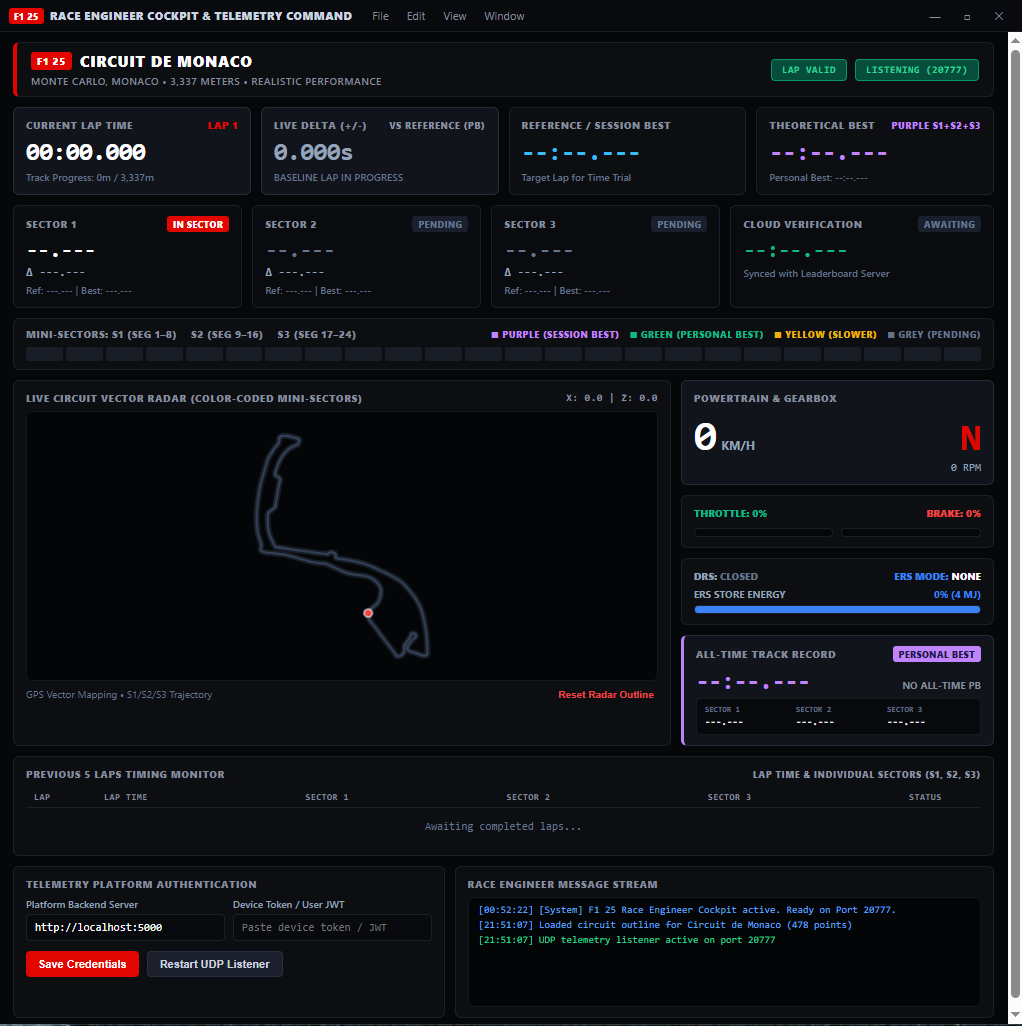 F1 25 RACE ENGINEER COCKPIT & TELEMETRY COMMAND File Edit View Window
F1 25 CIRCUIT DE MONACO
MONTE CARLO, MONACO • 3,337 METERS • REALISTIC PERFORMANCE
LAP VALID LISTENING (20777)
CURRENT LAP TIME LAP 1
00:00.000
Track Progress: 0m / 3,337m
LIVE DELTA (+/-) VS REFERENCE (PB)
0.000s
BASELINE LAP IN PROGRESS
REFERENCE / SESSION BEST
--:--.---
Target Lap for Time Trial
THEORETICAL BEST PURPLE S1+S2+S3
--:--.---
Personal Best: --:--.---
SECTOR 1 IN SECTOR
--.---
Δ ---.---
Ref: ---.--- | Best: ---.---
SECTOR 2 PENDING
--.---
Δ ---.---
Ref: ---.--- | Best: ---.---
SECTOR 3 PENDING
--.---
Δ ---.---
Ref: ---.--- | Best: ---.---
CLOUD VERIFICATION AWAITING
--:--.---
Synced with Leaderboard Server
MINI-SECTORS: S1 (SEG 1–8) S2 (SEG 9–16) S3 (SEG 17–24) ■ PURPLE (SESSION BEST) ■ GREEN (PERSONAL BEST) ■ YELLOW (SLOWER) ■ GREY (PENDING)
LIVE CIRCUIT VECTOR RADAR (COLOR-CODED MINI-SECTORS) X: 0.0 | Z: 0.0
GPS Vector Mapping • S1/S2/S3 Trajectory Reset Radar Outline
POWERTRAIN & GEARBOX
0 KM/H N
0 RPM
THROTTLE: 0% BRAKE: 0%
DRS: CLOSED ERS MODE: NONE
ERS STORE ENERGY 0% (4 MJ)
ALL-TIME TRACK RECORD PERSONAL BEST
--:--.--- NO ALL-TIME PB
SECTOR 1 SECTOR 2 SECTOR 3
---.--- ---.--- ---.---
PREVIOUS 5 LAPS TIMING MONITOR LAP TIME & INDIVIDUAL SECTORS (S1, S2, S3)
LAP LAP TIME SECTOR 1 SECTOR 2 SECTOR 3 STATUS
Awaiting completed laps...
TELEMETRY PLATFORM AUTHENTICATION
Platform Backend Server Device Token / User JWT
http://localhost:5000 Paste device token / JWT
Save Credentials Restart UDP Listener
RACE ENGINEER MESSAGE STREAM
[00:52:22] [System] F1 25 Race Engineer Cockpit active. Ready on Port 20777.
[21:51:07] Loaded circuit outline for Circuit de Monaco (478 points)
[21:51:07] UDP telemetry listener active on port 20777